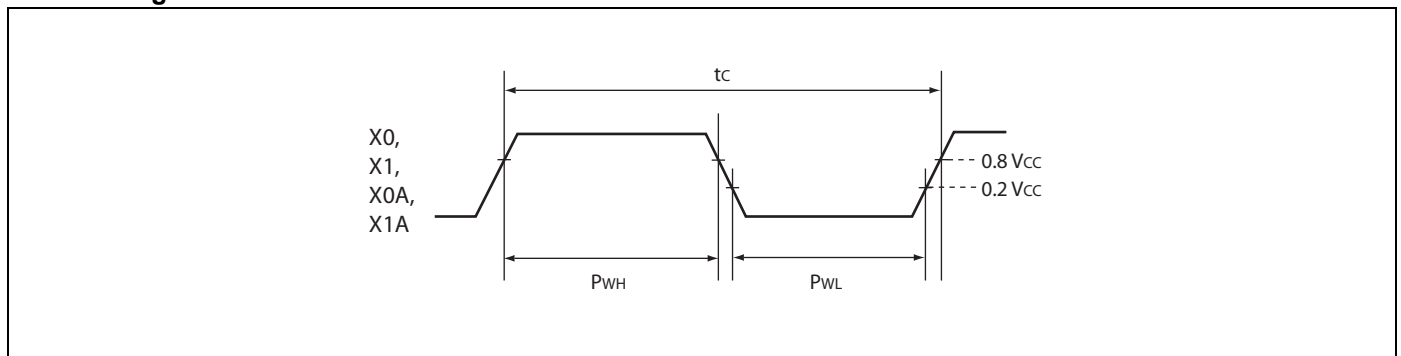 tC
X0,
X1,
X0A,
X1A
0.8 VCC
0.2 VCC
PWH
PWL